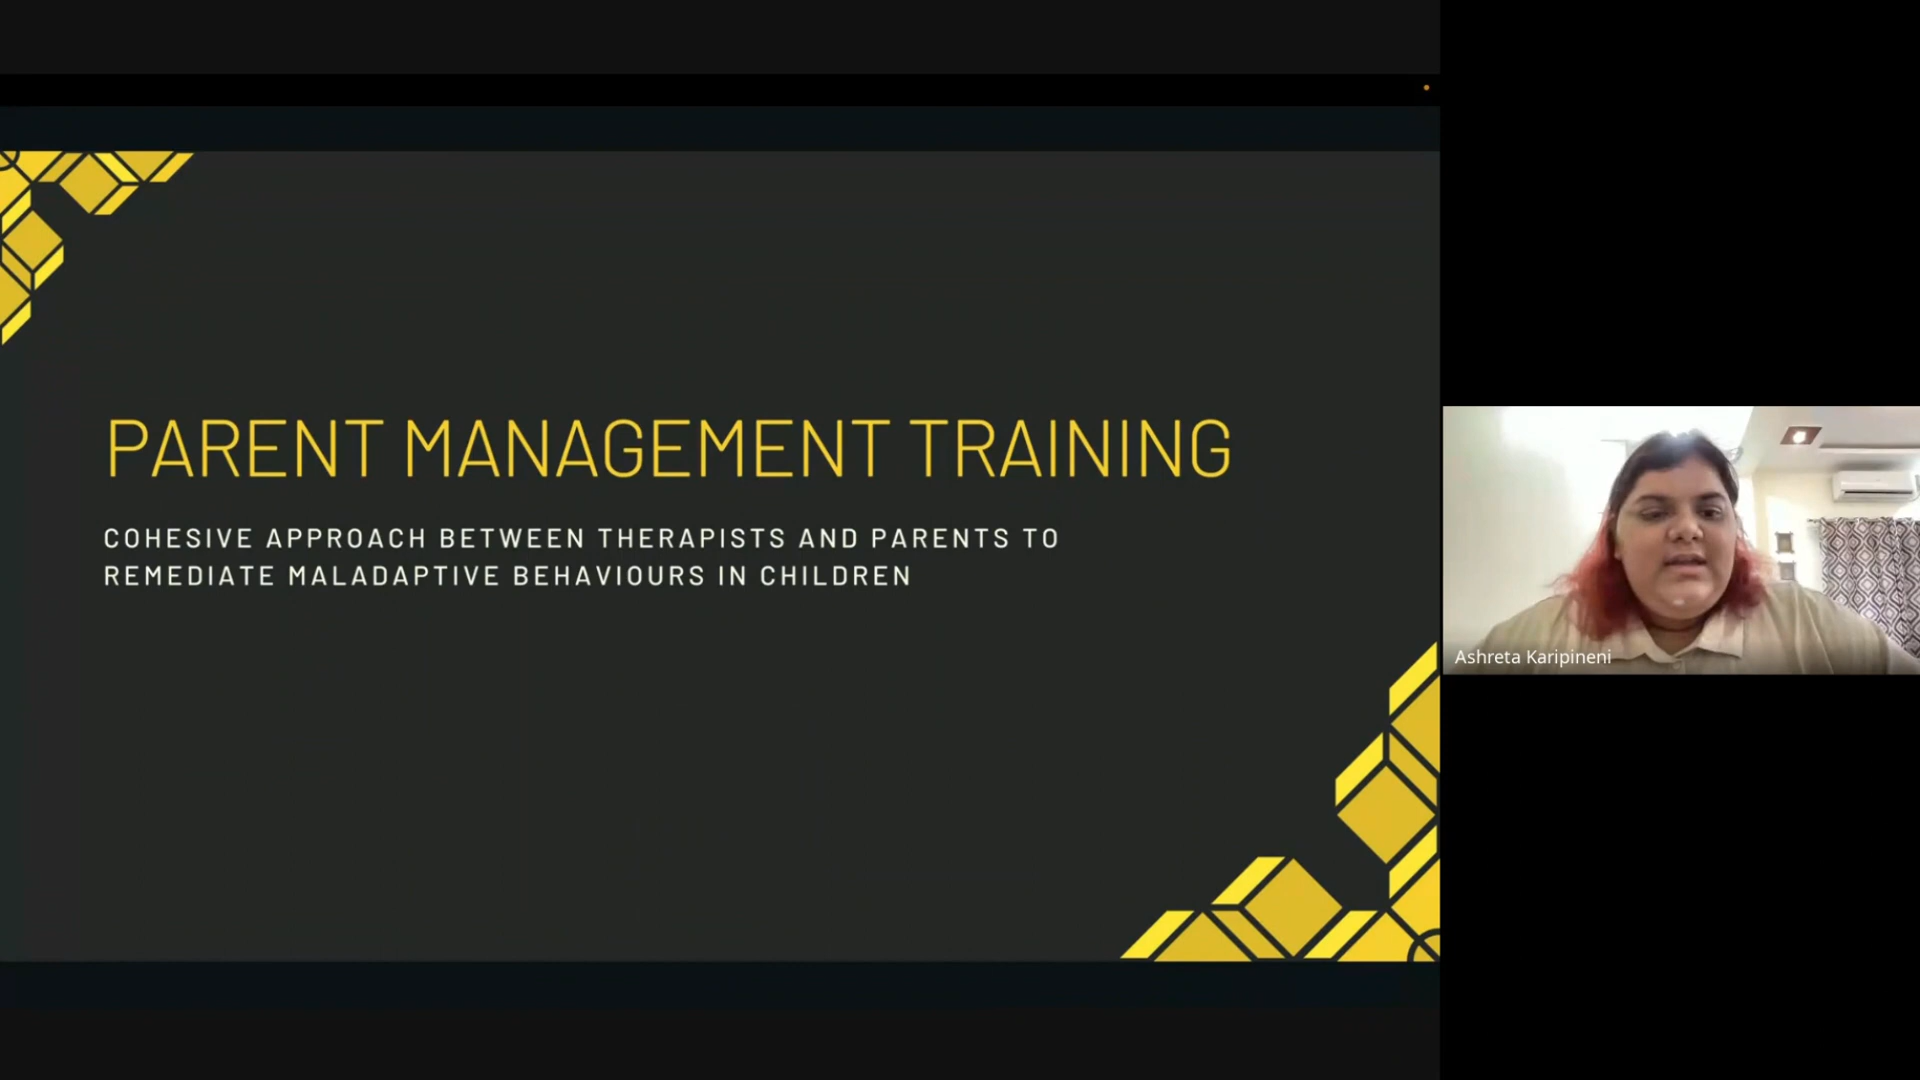 PARENT MANAGEMENT TRAINING
COHESIVE APPROACH BETWEEN THERAPISTS AND PARENTS TO
REMEDIATE MALADAPTIVE BEHAVIOURS IN CHILDREN
Ashreta Karipineni